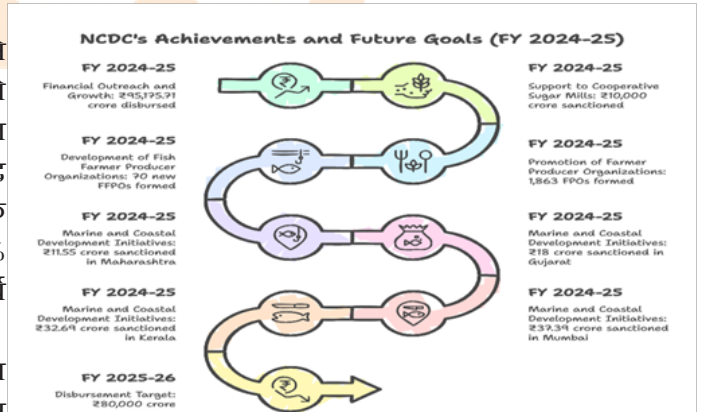 NCDC's Achievements and Future Goals (FY 2024-25)
FY 2024-25
Financial Outreach and
Growth: ₹95,175.71
crore disbursed
FY 2024-25
Support to Cooperative
Sugar Mills: ₹10,000
crore sanctioned
FY 2024-25
Development of Fish
Farmer Producer
Organizations: 70 new
FFPOs formed
FY 2024-25
Promotion of Farmer
Producer Organizations:
1,863 FPOs formed
FY 2024-25
Marine and Coastal
Development Initiatives:
₹11.55 crore sanctioned
in Maharashtra
FY 2024-25
Marine and Coastal
Development Initiatives:
₹18 crore sanctioned in
Gujarat
FY 2024-25
Marine and Coastal
Development Initiatives:
₹32.69 crore sanctioned
in Kerala
FY 2024-25
Marine and Coastal
Development Initiatives:
₹37.39 crore sanctioned
in Mumbai
FY 2025-26
Disbursement Target:
₹80,000 crore